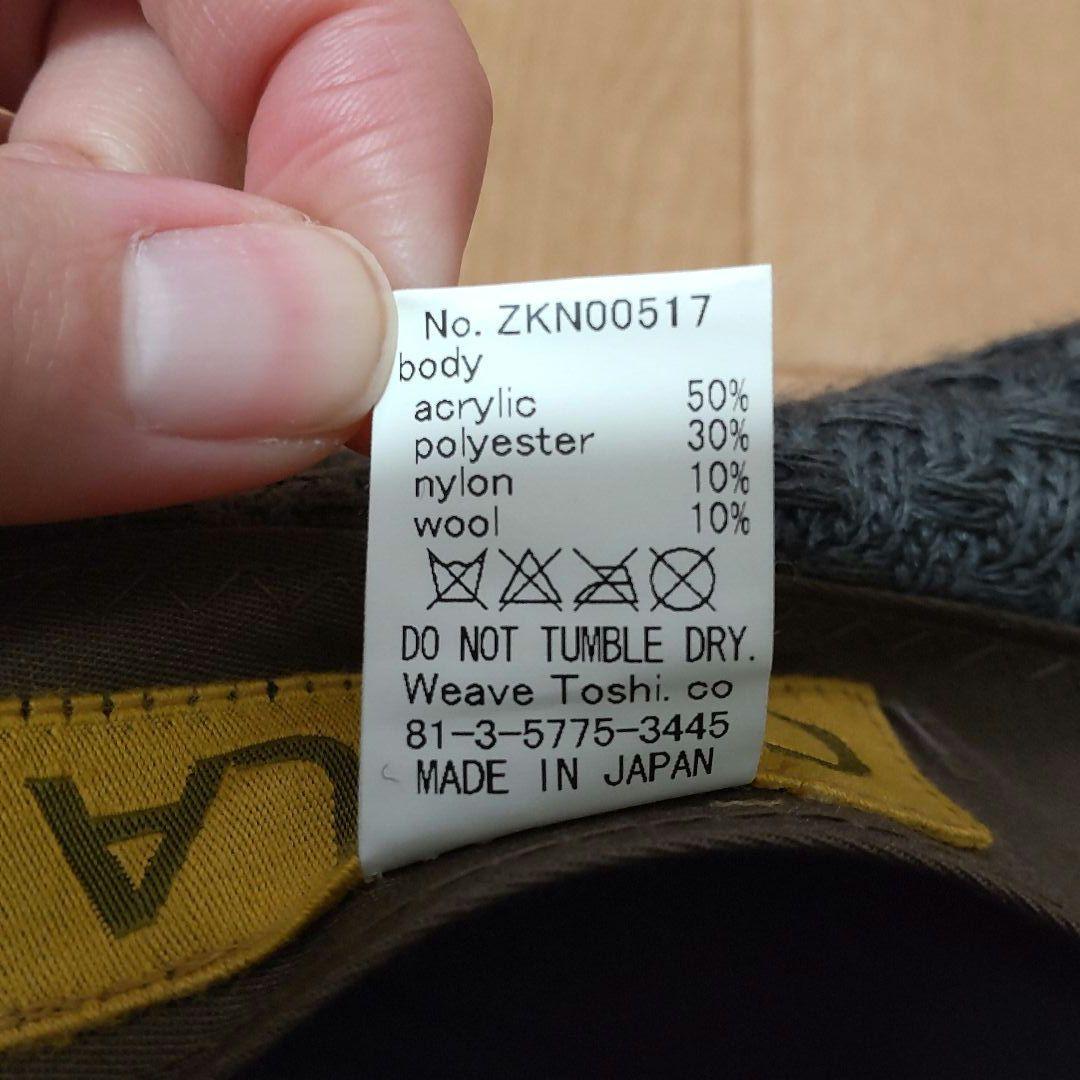 No. ZKN00517
body
acrylic 50%
polyester 30%
nylon 10%
wool 10%
DO NOT TUMBLE DRY.
Weave Toshi. co
81-3-5775-3445
MADE IN JAPAN